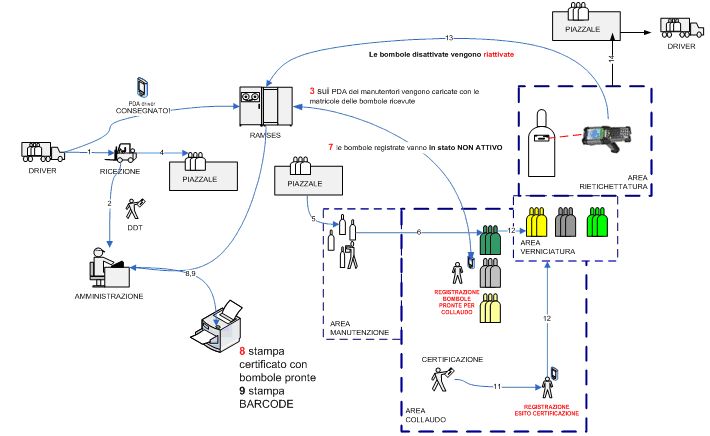 13
PIAZZALE
DRIVER
14
Le bombole disattivate vengono riattivate
PDA driver
CONSEGNATO!
3 SUI PDA dei manutentori vengono caricate con le
matricole delle bombole ricevute
RAMSES
7 le bombole registrate vanno in stato NON ATTIVO
1
4
DRIVER
RICEZIONE
PIAZZALE
PIAZZALE
AREA
RIETICHETTATURA
2
DDT
5
6
12
AREA
VERNICIATURA
8,9
AMMINISTRAZIONE
REGISTRAZIONE
BOMBOLE
PRONTE PER
COLLAUDO
12
AREA
MANUTENZIONE
8 stampa
certificato con
bombole pronte
9 stampa
BARCODE
CERTIFICAZIONE
11
REGISTRAZIONE
ESITO CERTIFICAZIONE
AREA
COLLAUDO